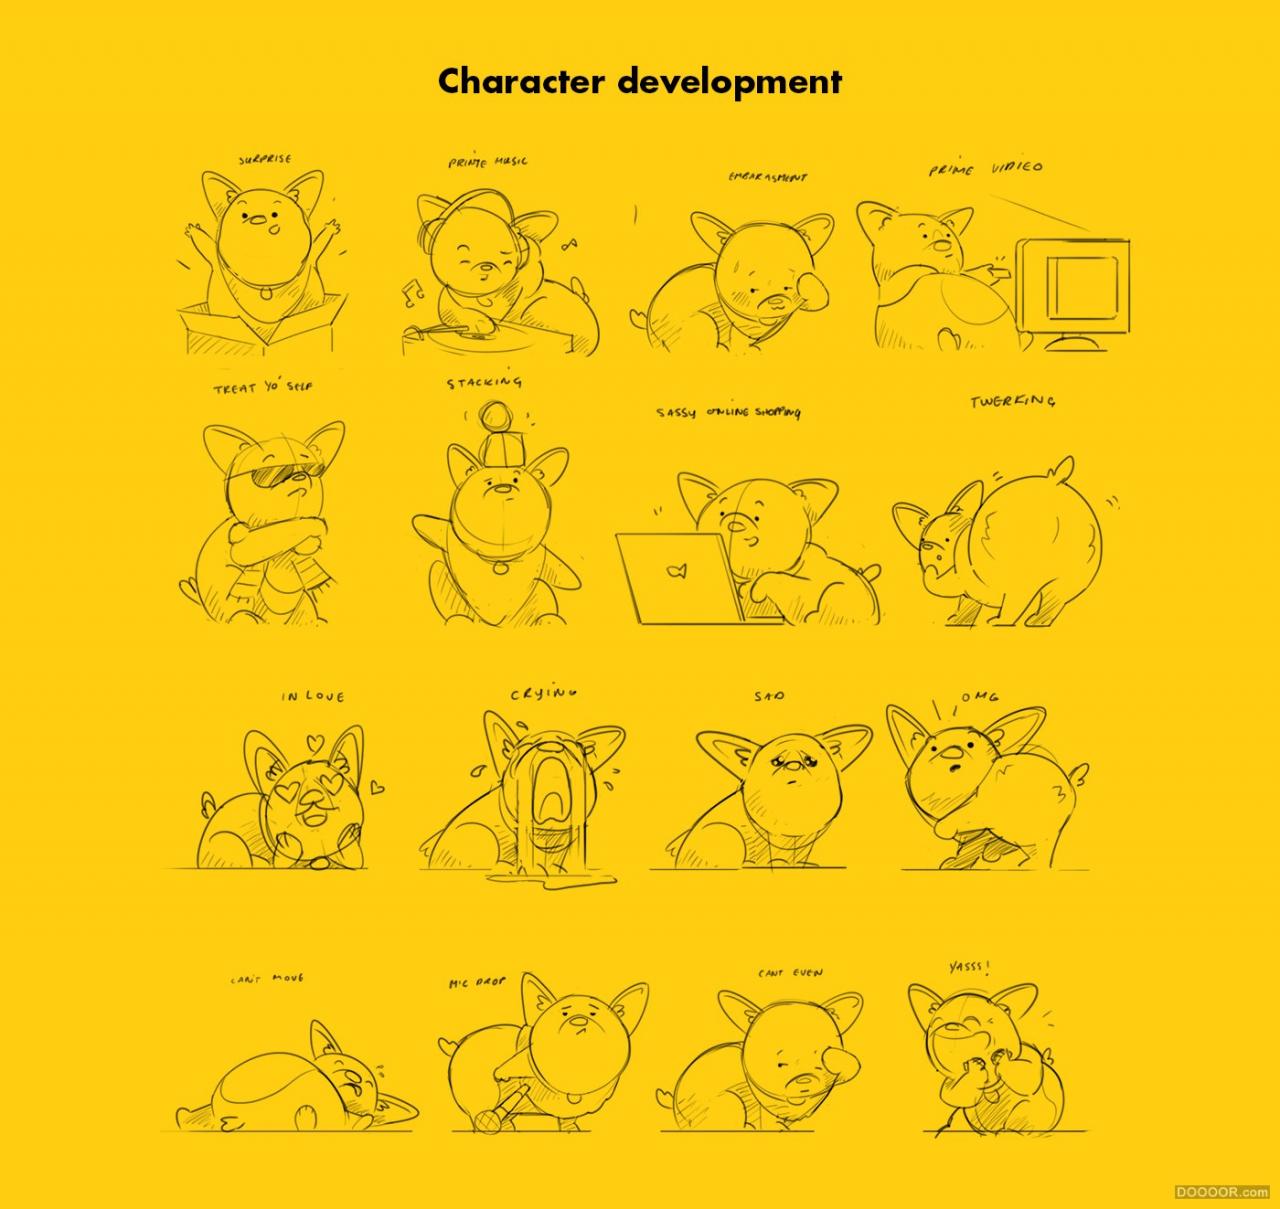 Character development
SURPRISE
PRIME MUSIC
EMBARASMENT
PRIME VIDIEO
TREAT YO' SELF
STACKING
SASSY ONLINE SHOPPING
TWERKING
IN LOVE
CRYING
SAD
OMG
CAN'T MOVE
MIC DROP
CANT EVEN
YASSS!
DOOOOR.com